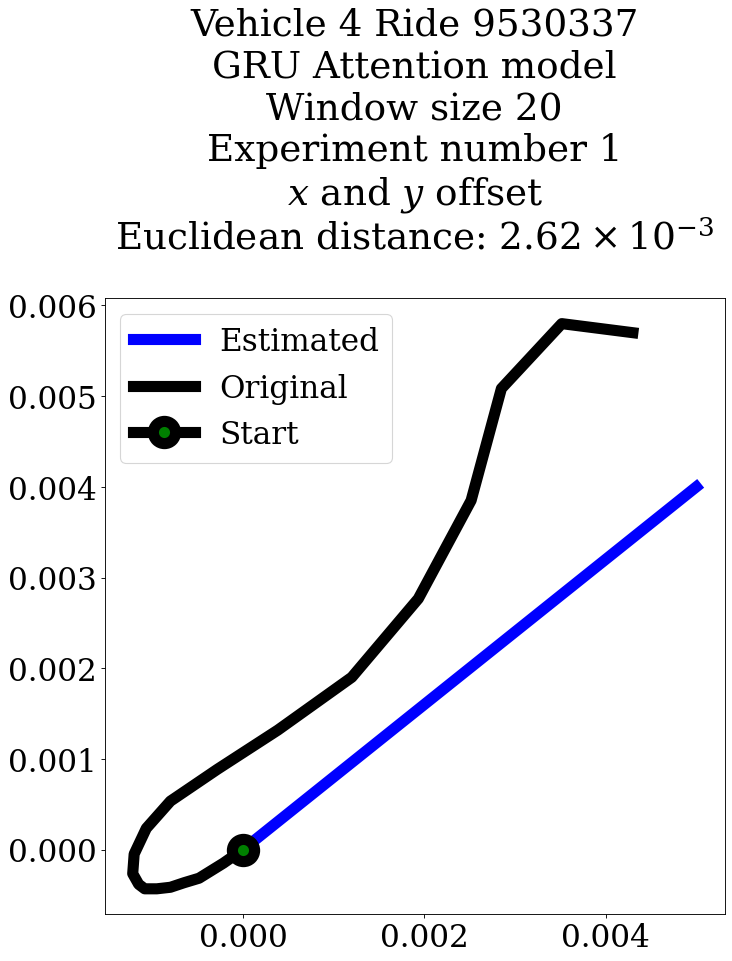 Vehicle 4 Ride 9530337
GRU Attention model
Window size 20
Experiment number 1
x and y offset
Euclidean distance: 2.62 × 10⁻³
Estimated
Original
Start
0.006
0.005
0.004
0.003
0.002
0.001
0.000
0.000 0.002 0.004